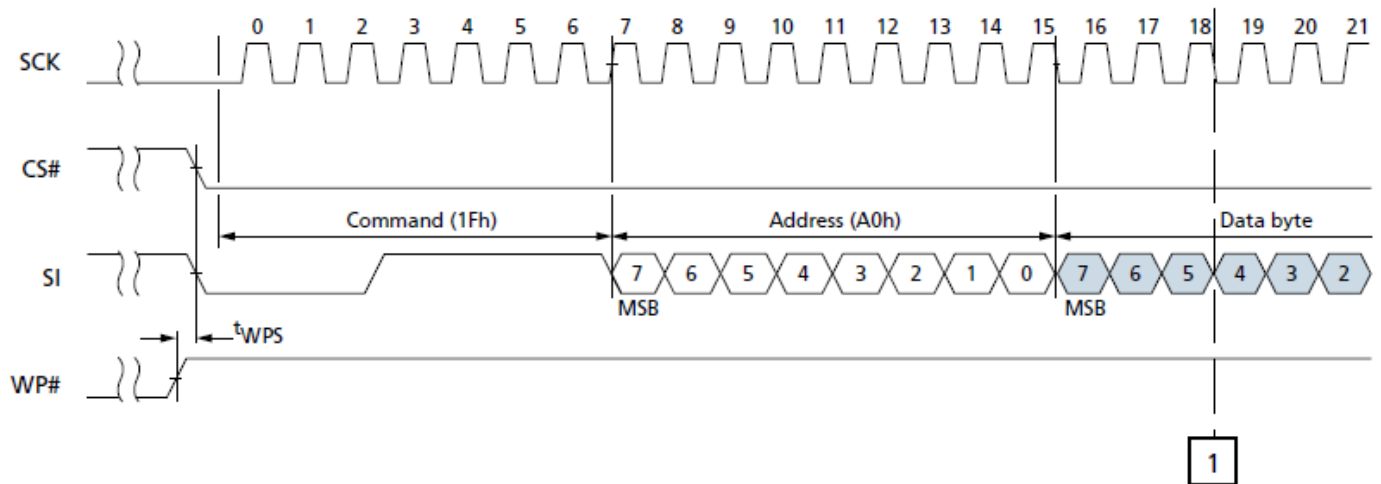 0 1 2 3 4 5 6 7 8 9 10 11 12 13 14 15 16 17 18 19 20 21
SCK
CS#
Command (1Fh) Address (A0h) Data byte
SI 7 6 5 4 3 2 1 0 7 6 5 4 3 2
MSB MSB
tWPS
WP#
1